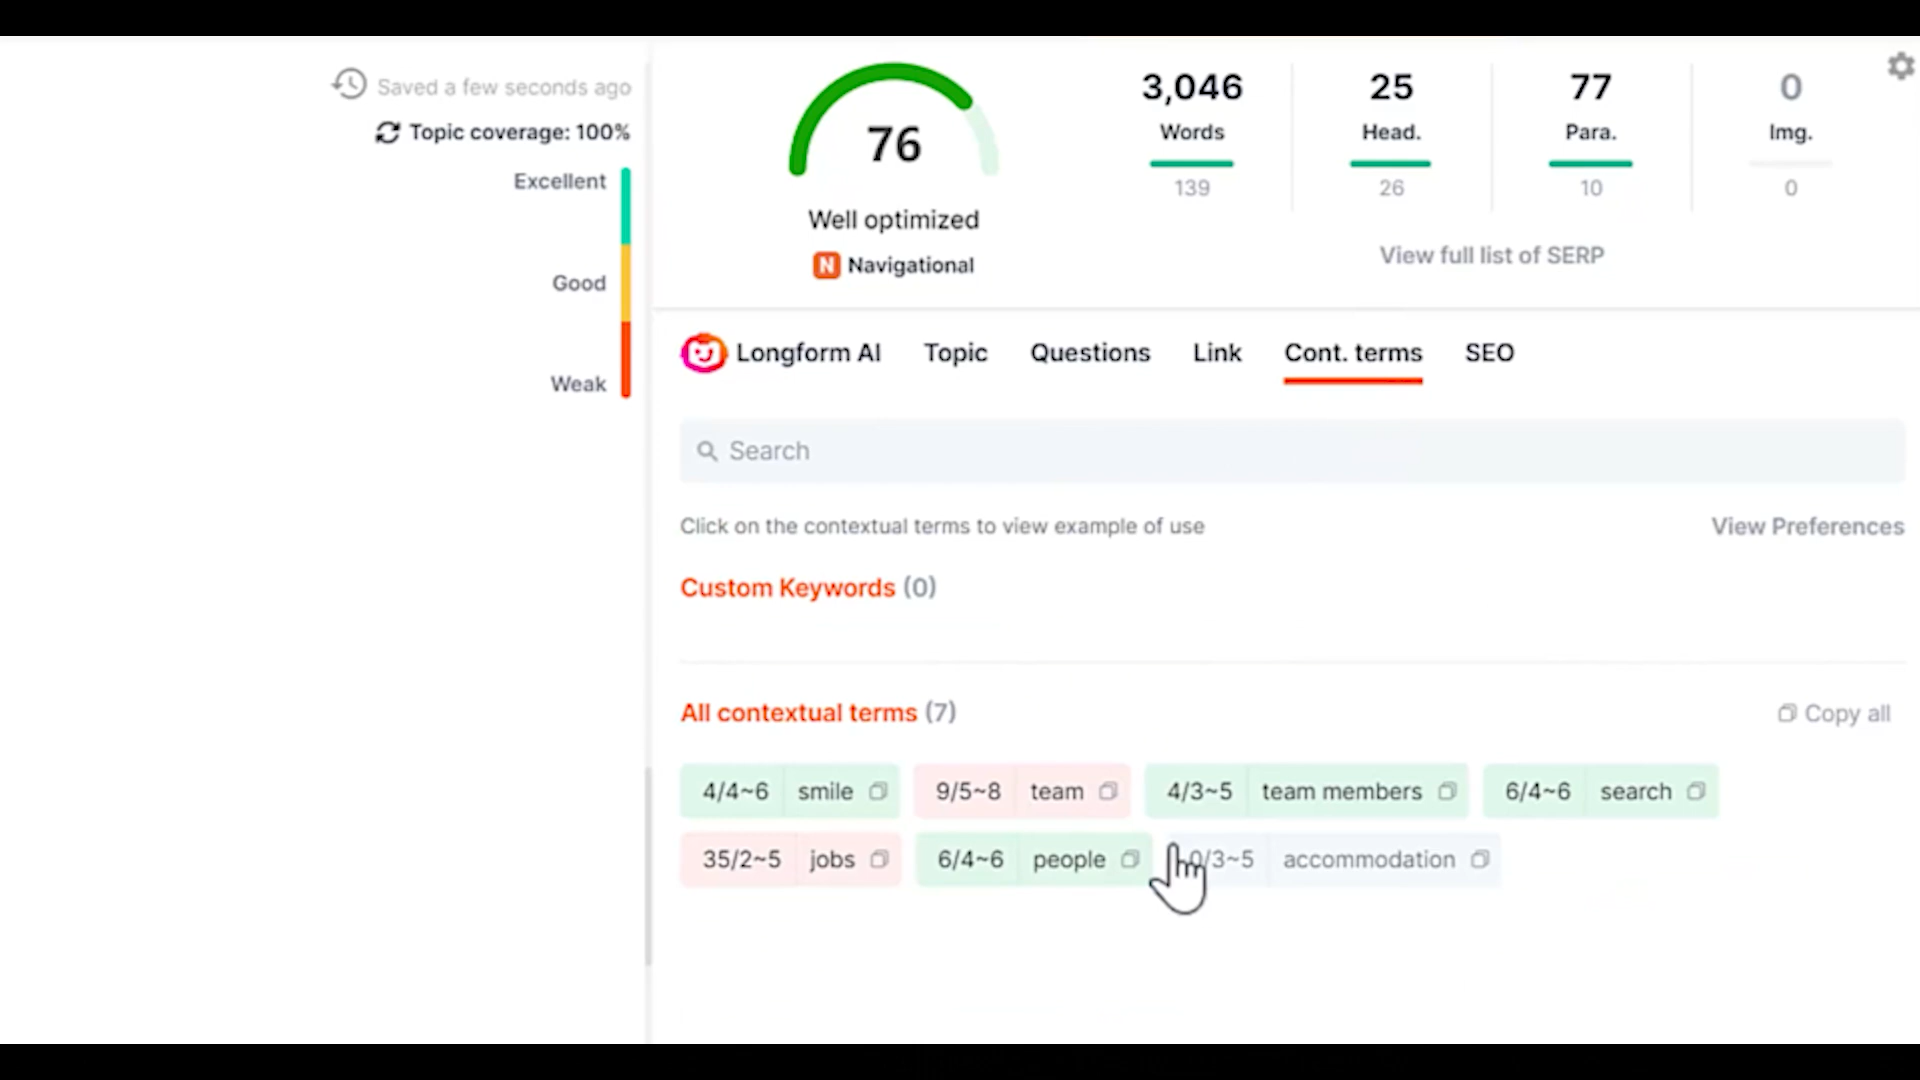 Saved a few seconds ago
Topic coverage: 100%
Excellent
Good
Weak
76
Well optimized
N Navigational
3,046
Words
139
25
Head.
26
77
Para.
10
0
Img.
0
View full list of SERP
Longform AI Topic Questions Link Cont. terms SEO
Search
Click on the contextual terms to view example of use View Preferences
Custom Keywords (0)
All contextual terms (7) Copy all
4/4~6 smile 9/5~8 team 4/3~5 team members 6/4~6 search
35/2~5 jobs 6/4~6 people 0/3~5 accommodation